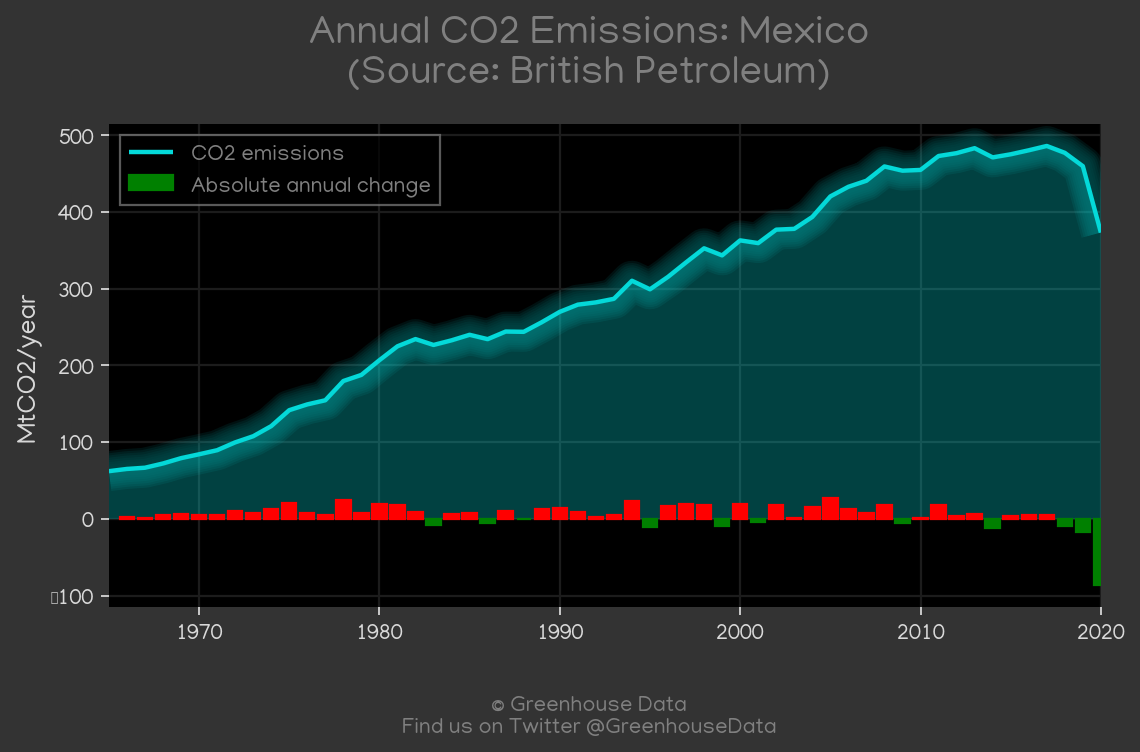 Annual CO2 Emissions: Mexico
(Source: British Petroleum)
CO2 emissions
Absolute annual change
MtCO2/year
500
400
300
200
100
0
▯100
1970 1980 1990 2000 2010 2020
© Greenhouse Data
Find us on Twitter @GreenhouseData